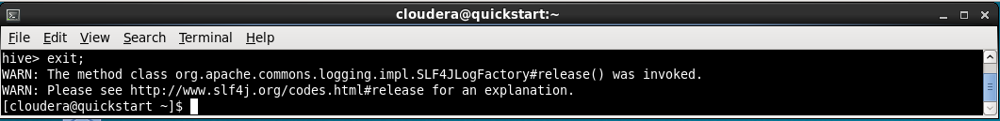 cloudera@quickstart:~
File Edit View Search Terminal Help
hive> exit;
WARN: The method class org.apache.commons.logging.impl.SLF4JLogFactory#release() was invoked.
WARN: Please see http://www.slf4j.org/codes.html#release for an explanation.
[cloudera@quickstart ~]$